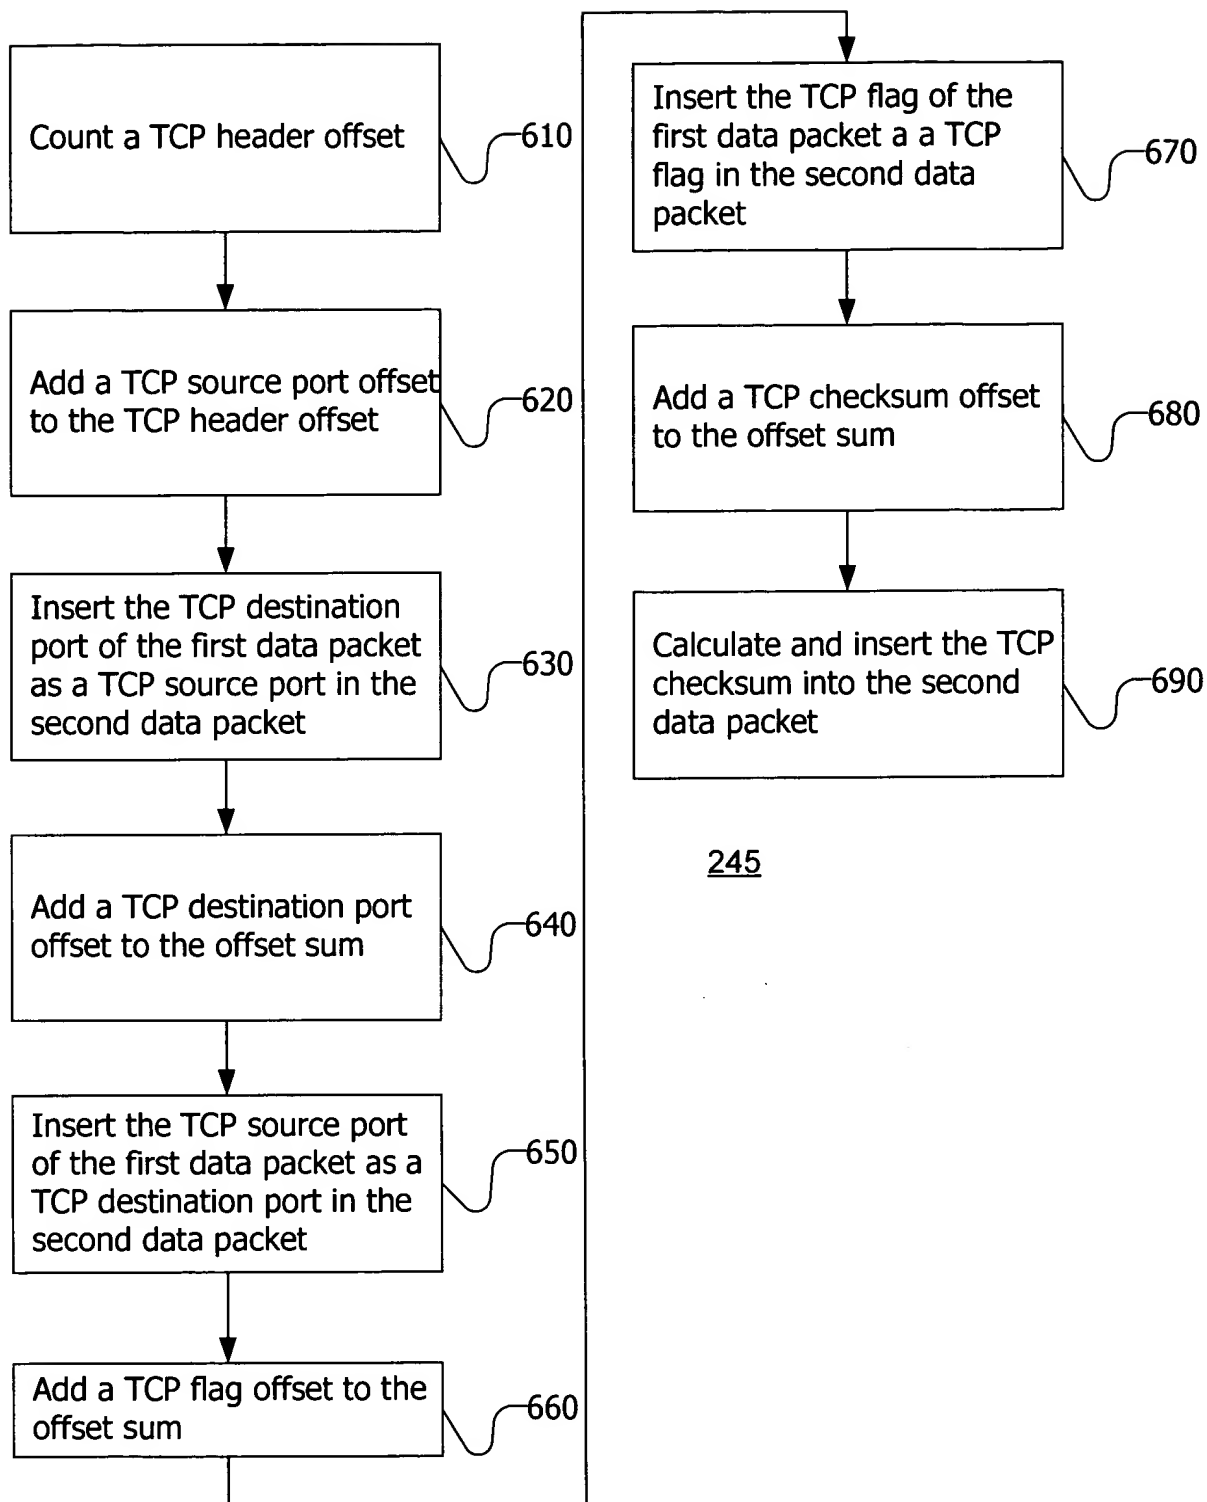 Count a TCP header offset
610
Add a TCP source port offset
to the TCP header offset
620
Insert the TCP destination
port of the first data packet
as a TCP source port in the
second data packet
630
Add a TCP destination port
offset to the offset sum
640
Insert the TCP source port
of the first data packet as a
TCP destination port in the
second data packet
650
Add a TCP flag offset to the
offset sum
660
Insert the TCP flag of the
first data packet a a TCP
flag in the second data
packet
670
Add a TCP checksum offset
to the offset sum
680
Calculate and insert the TCP
checksum into the second
data packet
690
245